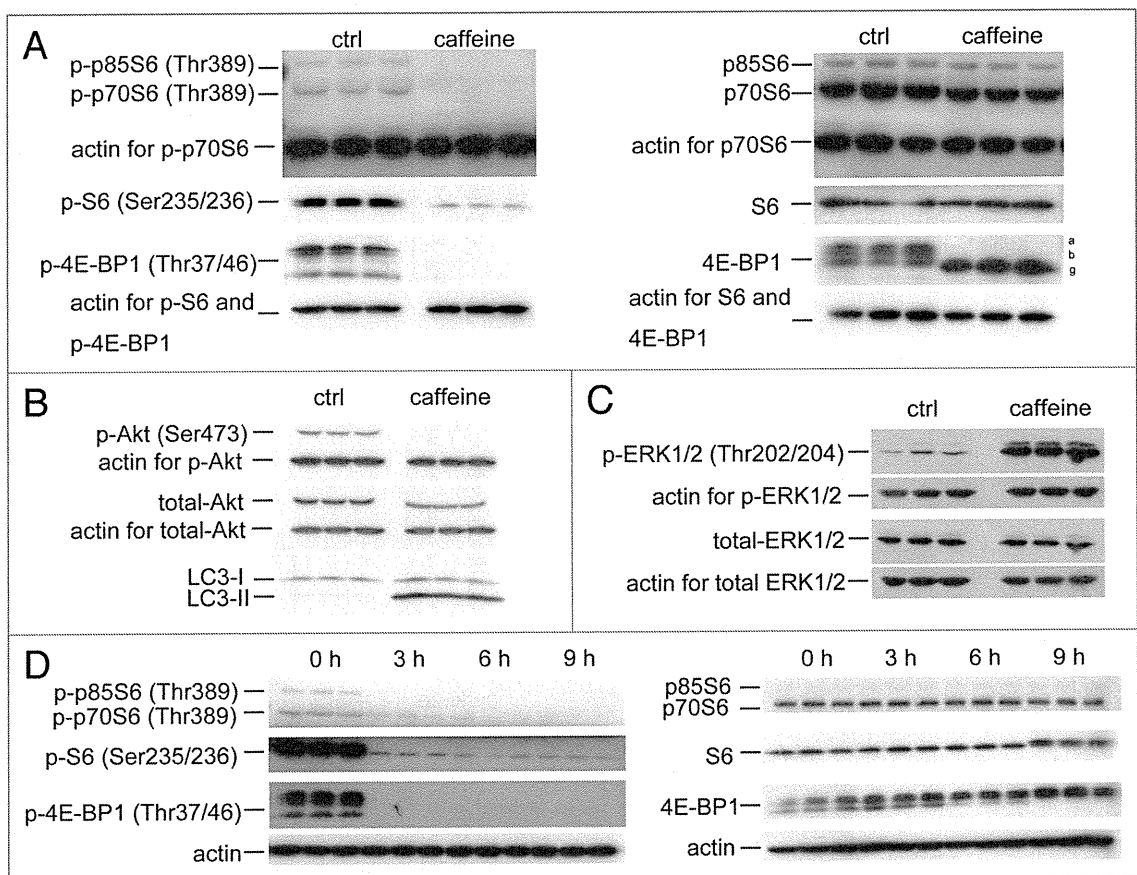 A
ctrl caffeine
p-p85S6 (Thr389)
p-p70S6 (Thr389)
actin for p-p70S6
p-S6 (Ser235/236)
p-4E-BP1 (Thr37/46)
actin for p-S6 and
p-4E-BP1
ctrl caffeine
p85S6
p70S6
actin for p70S6
S6
4E-BP1
a
b
g
actin for S6 and
4E-BP1
B
ctrl caffeine
p-Akt (Ser473)
actin for p-Akt
total-Akt
actin for total-Akt
LC3-I
LC3-II
C
ctrl caffeine
p-ERK1/2 (Thr202/204)
actin for p-ERK1/2
total-ERK1/2
actin for total ERK1/2
D
0 h 3 h 6 h 9 h
p-p85S6 (Thr389)
p-p70S6 (Thr389)
p-S6 (Ser235/236)
p-4E-BP1 (Thr37/46)
actin
0 h 3 h 6 h 9 h
p85S6
p70S6
S6
4E-BP1
actin